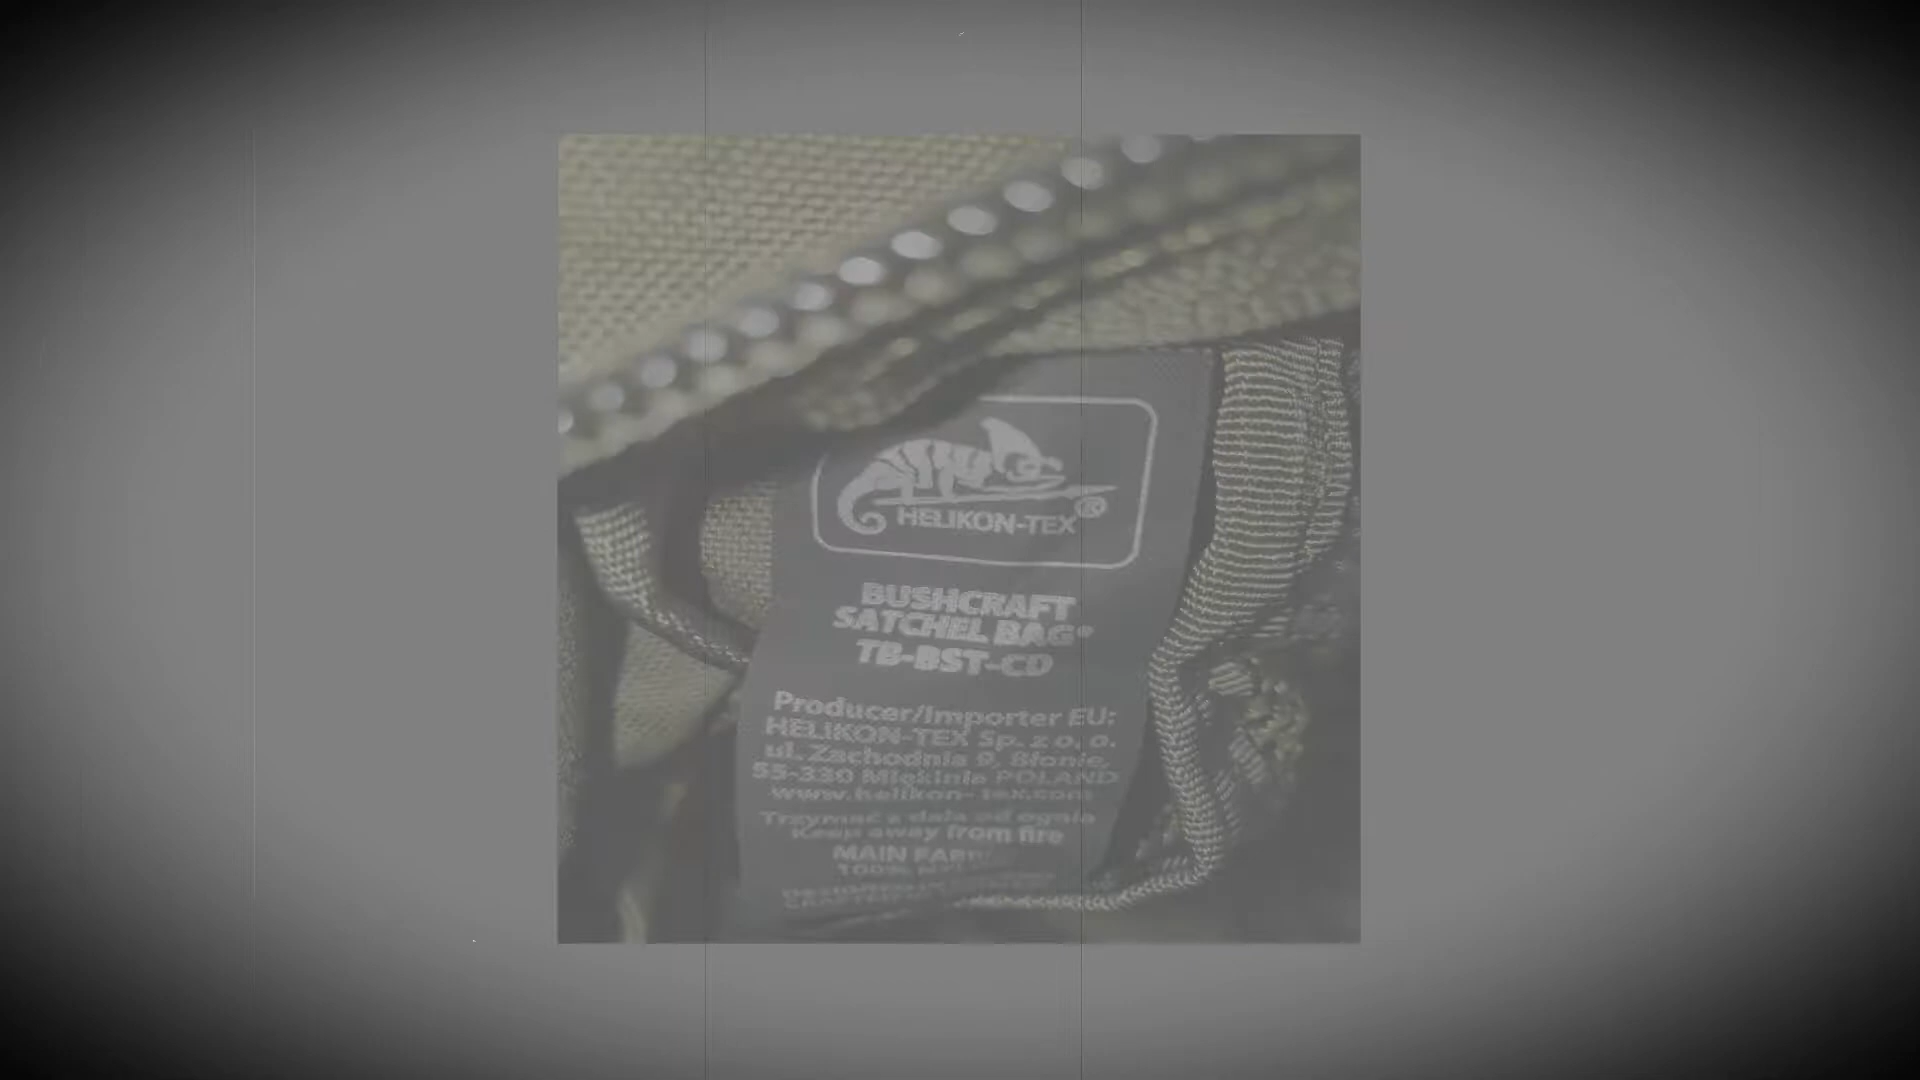 HELIKON-TEX®
BUSHCRAFT
SATCHEL BAG®
TB-BST-CD
Producer/Importer EU:
HELIKON-TEX Sp. z o. o.
ul. Zachodnia 9, Błonie,
55-330 Miękinia POLAND
www.helikon-tex.com
Trzymać z dala od ognia
Keep away from fire
MAIN
100%